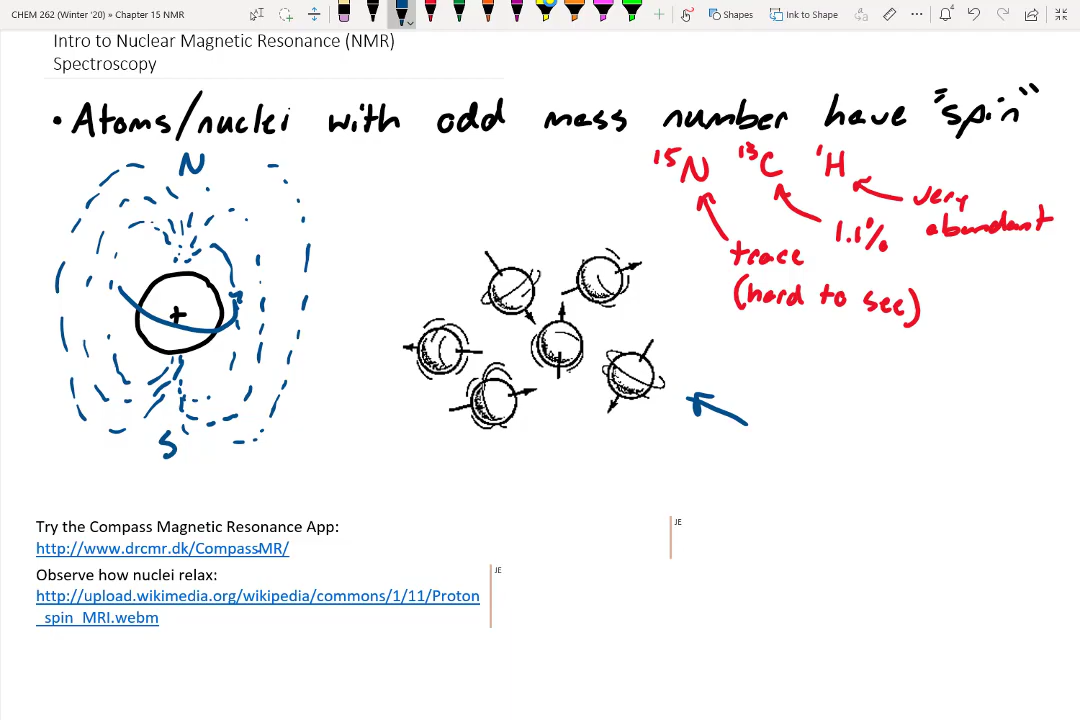 CHEM 262 (Winter '20) » Chapter 15 NMR
Shapes
Ink to Shape
Intro to Nuclear Magnetic Resonance (NMR)
Spectroscopy
• Atoms/nuclei with odd mass number have "spin"
¹⁵N ¹³C ¹H
very
abundant
1.1%
trace
(hard to see)
N
+
S
Try the Compass Magnetic Resonance App:
http://www.drcmr.dk/CompassMR/
JE
Observe how nuclei relax:
http://upload.wikimedia.org/wikipedia/commons/1/11/Proton
_spin_MRI.webm
JE